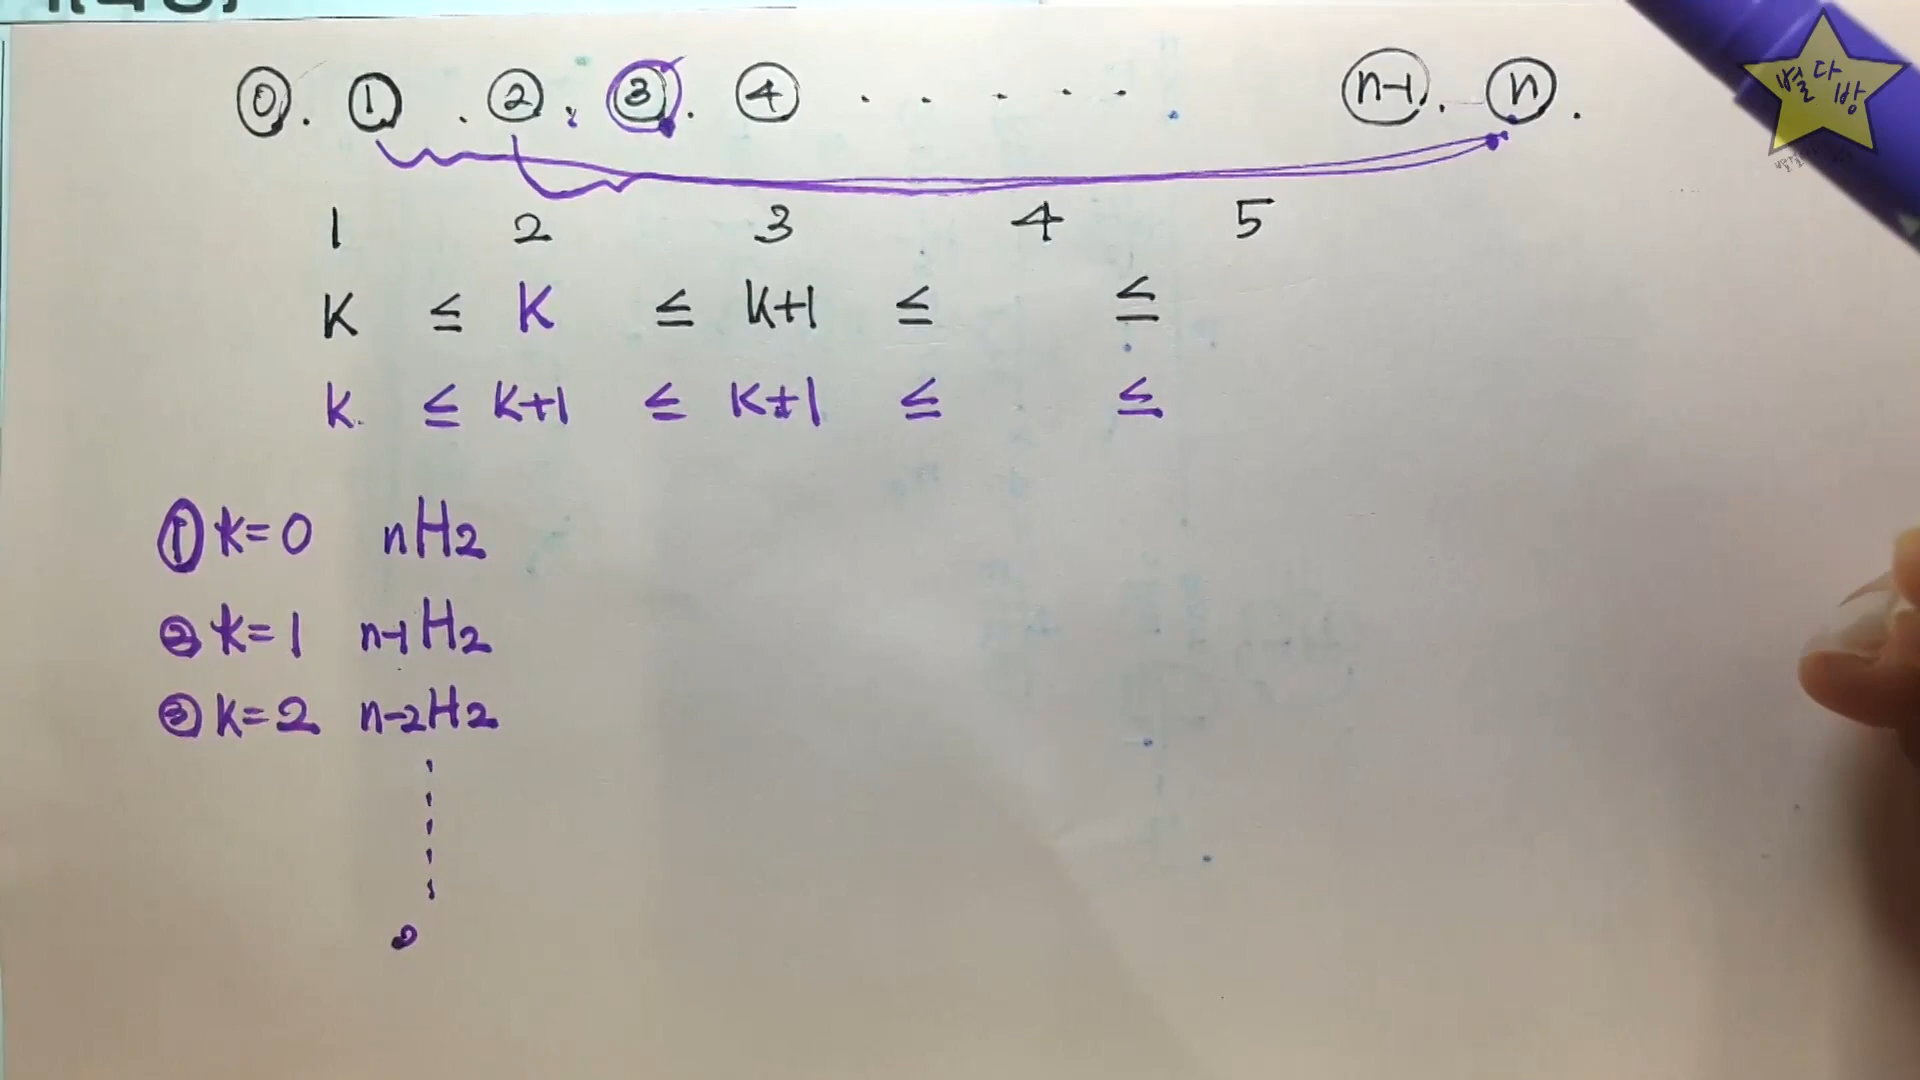 ⓪. ① . ②, ③. ④ · · · · · (n-1). (n).
별다방
1 2 3 4 5
K ≤ K ≤ k+1 ≤ ≤
k. ≤ k+1 ≤ k+1 ≤ ≤
① k=0 nH2
② k=1 n-1H2
③ k=2 n-2H2